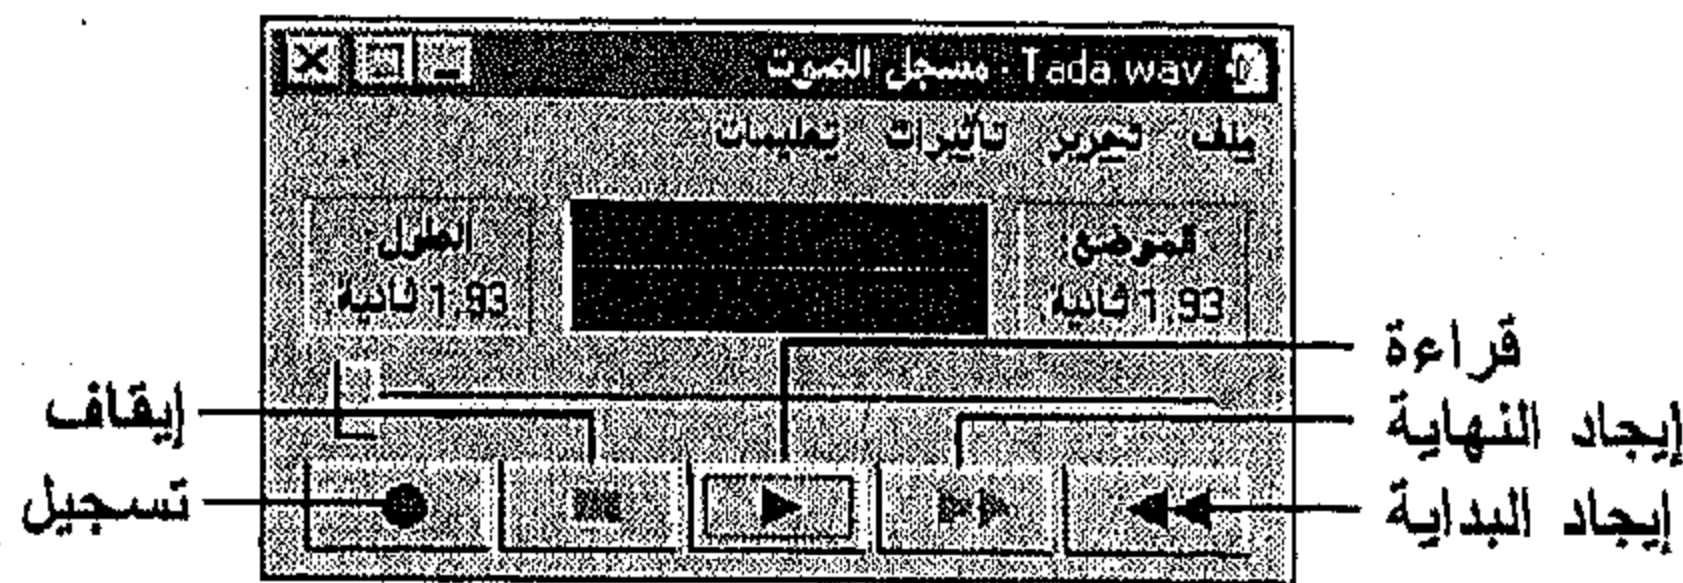 Tada.wav - مسجل الصوت
ملف تحرير تأثيرات تعليمات
الموضع:
1.93 ثانية.
الطول:
1.93 ثانية.
قراءة
إيجاد النهاية
إيجاد البداية
إيقاف
تسجيل